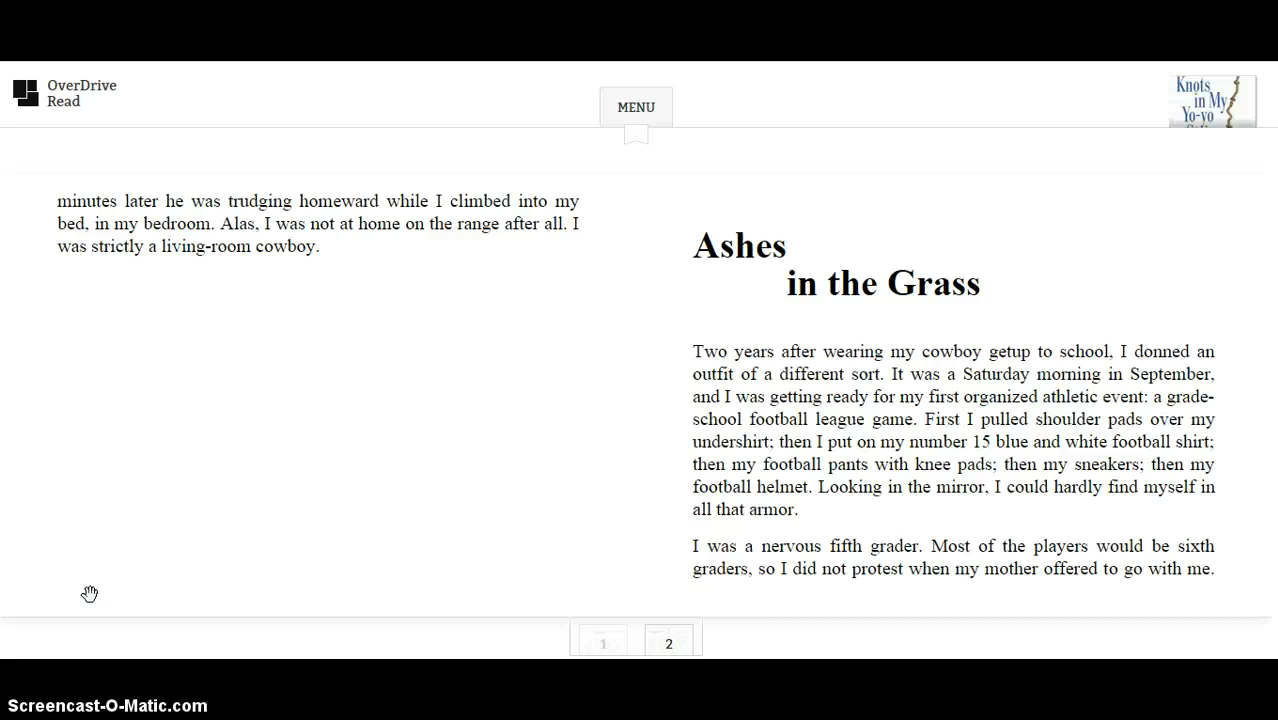 OverDrive
Read
MENU
Knots
in My
Yo-yo
minutes later he was trudging homeward while I climbed into my
bed, in my bedroom. Alas, I was not at home on the range after all. I
was strictly a living-room cowboy.
Ashes
in the Grass
Two years after wearing my cowboy getup to school, I donned an
outfit of a different sort. It was a Saturday morning in September,
and I was getting ready for my first organized athletic event: a grade-
school football league game. First I pulled shoulder pads over my
undershirt; then I put on my number 15 blue and white football shirt;
then my football pants with knee pads; then my sneakers; then my
football helmet. Looking in the mirror, I could hardly find myself in
all that armor.
I was a nervous fifth grader. Most of the players would be sixth
graders, so I did not protest when my mother offered to go with me.
1
2
Screencast-O-Matic.com